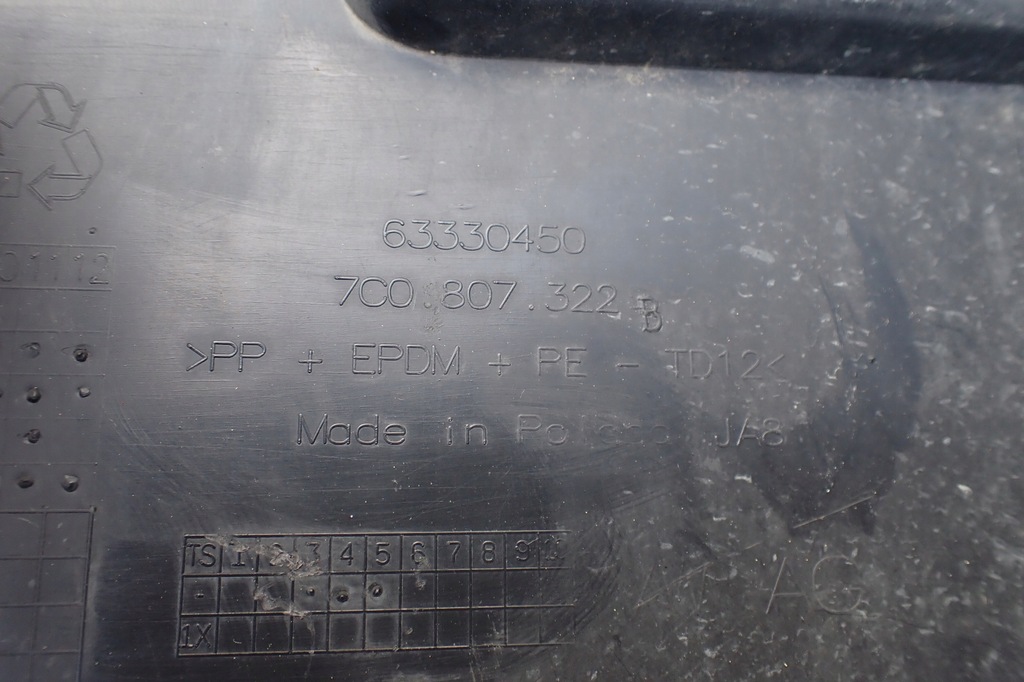 01112
63330450
7C0.807.322 B
>PP + EPDM + PE - TD12<
Made in JA8
TS 1 2 3 4 5 6 7 8 9
-
1X
AG